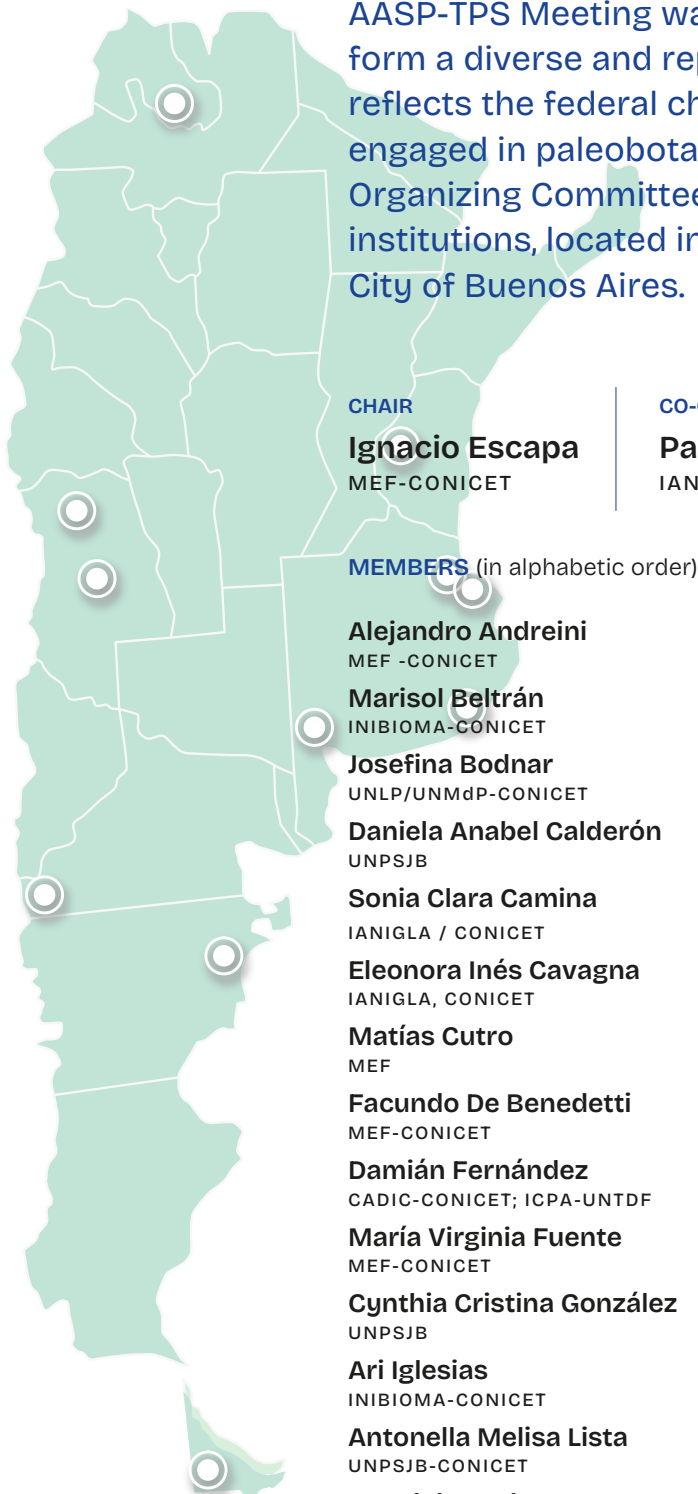 AASP-TPS Meeting wa
form a diverse and re
reflects the federal ch
engaged in paleobota
Organizing Committee
institutions, located in
City of Buenos Aires.
CHAIR
Ignacio Escapa
MEF-CONICET
CO-
Pa
IAN
MEMBERS (in alphabetic order)
Alejandro Andreini
MEF -CONICET
Marisol Beltrán
INIBIOMA-CONICET
Josefina Bodnar
UNLP/UNMdP-CONICET
Daniela Anabel Calderón
UNPSJB
Sonia Clara Camina
IANIGLA / CONICET
Eleonora Inés Cavagna
IANIGLA, CONICET
Matías Cutro
MEF
Facundo De Benedetti
MEF-CONICET
Damián Fernández
CADIC-CONICET; ICPA-UNTDF
María Virginia Fuente
MEF-CONICET
Cynthia Cristina González
UNPSJB
Ari Iglesias
INIBIOMA-CONICET
Antonella Melisa Lista
UNPSJB-CONICET